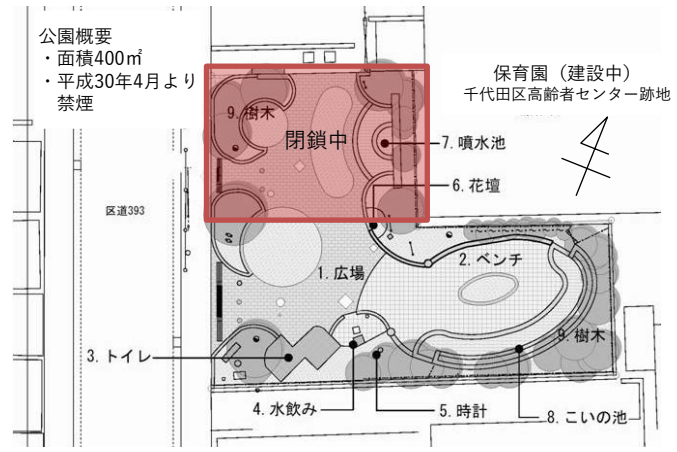 公園概要
・面積400㎡
・平成30年4月より
禁煙
保育園（建設中）
千代田区高齢者センター跡地
9. 樹木
閉鎖中
7. 噴水池
6. 花壇
区道393
1. 広場
2. ベンチ
9. 樹木
3. トイレ
4. 水飲み
5. 時計
8. こいの池